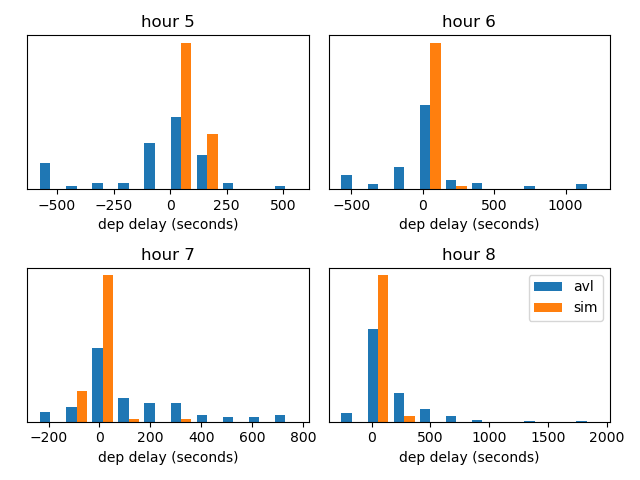 hour 5
hour 6
−500 −250 0 250 500
−500 0 500 1000
dep delay (seconds)
dep delay (seconds)
hour 7
hour 8
avl
sim
−200 0 200 400 600 800
0 500 1000 1500 2000
dep delay (seconds)
dep delay (seconds)